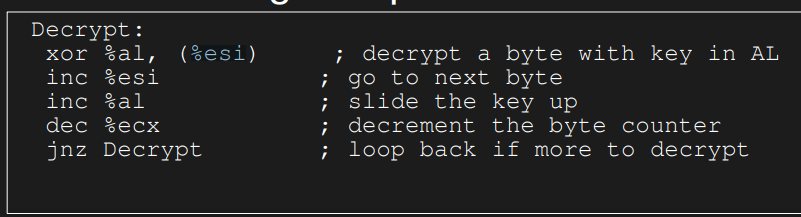 Decrypt:
xor %al, (%esi) ; decrypt a byte with key in AL
inc %esi ; go to next byte
inc %al ; slide the key up
dec %ecx ; decrement the byte counter
jnz Decrypt ; loop back if more to decrypt